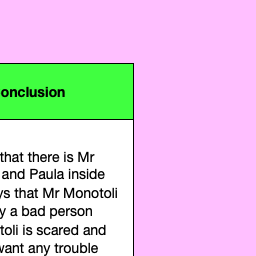 onclusion
that there is Mr
and Paula inside
ys that Mr Monotoli
y a bad person
toli is scared and
want any trouble